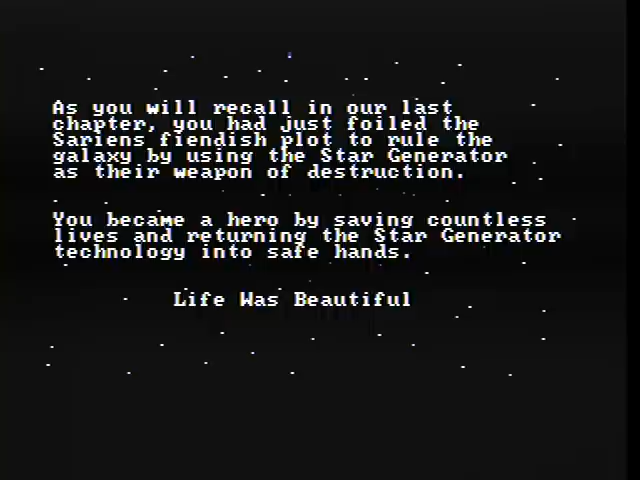 As you will recall in our last
chapter, you had just foiled the
Sariens fiendish plot to rule the
galaxy by using the Star Generator
as their weapon of destruction.
You became a hero by saving countless
lives and returning the Star Generator
technology into safe hands.
Life Was Beautiful